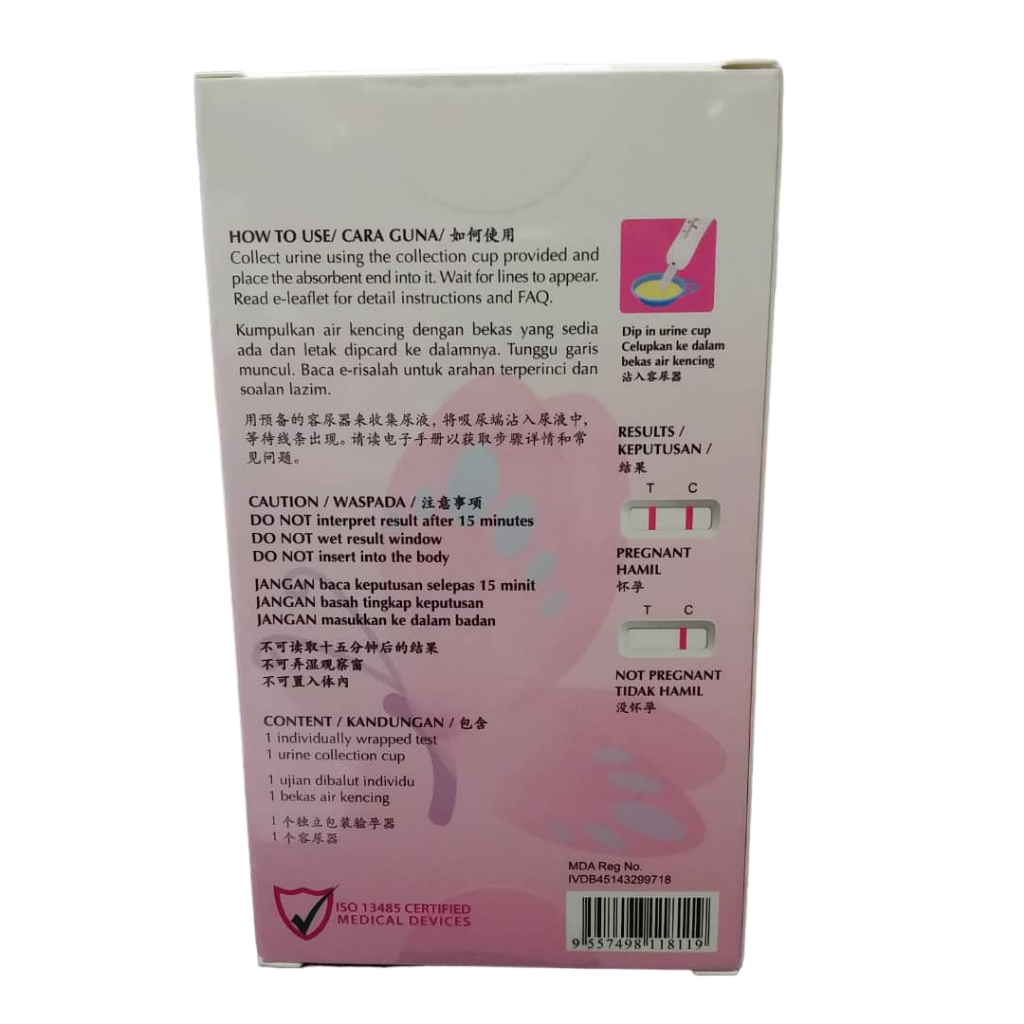 HOW TO USE/ CARA GUNA/ 如何使用
Collect urine using the collection cup provided and
place the absorbent end into it. Wait for lines to appear.
Read e-leaflet for detail instructions and FAQ.
Kumpulkan air kencing dengan bekas yang sedia
ada dan letak dipcard ke dalamnya. Tunggu garis
muncul. Baca e-risalah untuk arahan terperinci dan
soalan lazim.
用预备的容尿器来收集尿液, 将吸尿端沾入尿液中,
等待线条出现。请读电子手册以获取步骤详情和常
见问题。
CAUTION / WASPADA / 注意事项
DO NOT interpret result after 15 minutes
DO NOT wet result window
DO NOT insert into the body
JANGAN baca keputusan selepas 15 minit
JANGAN basah tingkap keputusan
JANGAN masukkan ke dalam badan
不可读取十五分钟后的结果
不可弄湿观察窗
不可置入体内
CONTENT / KANDUNGAN / 包含
1 individually wrapped test
1 urine collection cup
1 ujian dibalut individu
1 bekas air kencing
1 个独立包装验孕器
1 个容尿器
ISO 13485 CERTIFIED
MEDICAL DEVICES
Dip in urine cup
Celupkan ke dalam
bekas air kencing
沾入容尿器
RESULTS /
KEPUTUSAN /
结果
T C
PREGNANT
HAMIL
怀孕
T C
NOT PREGNANT
TIDAK HAMIL
没怀孕
MDA Reg No.
IVDB45143299718
9 557498 118119